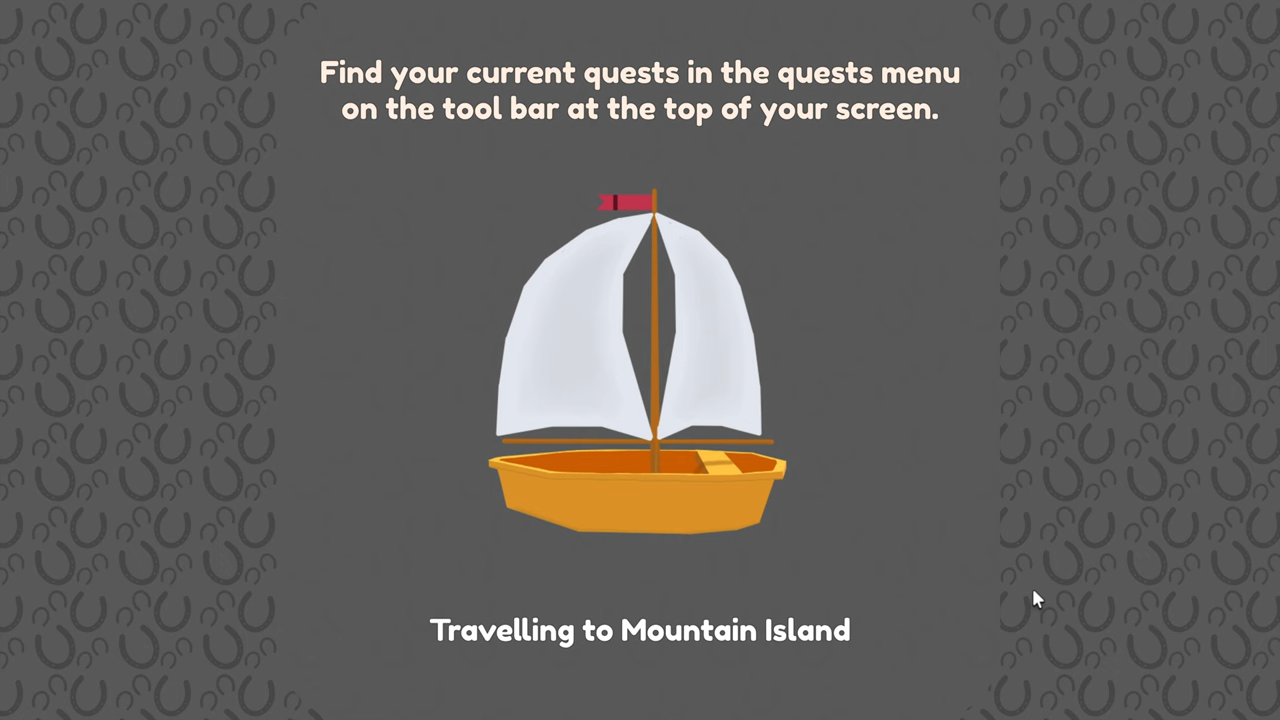 Find your current quests in the quests menu
on the tool bar at the top of your screen.
Travelling to Mountain Island